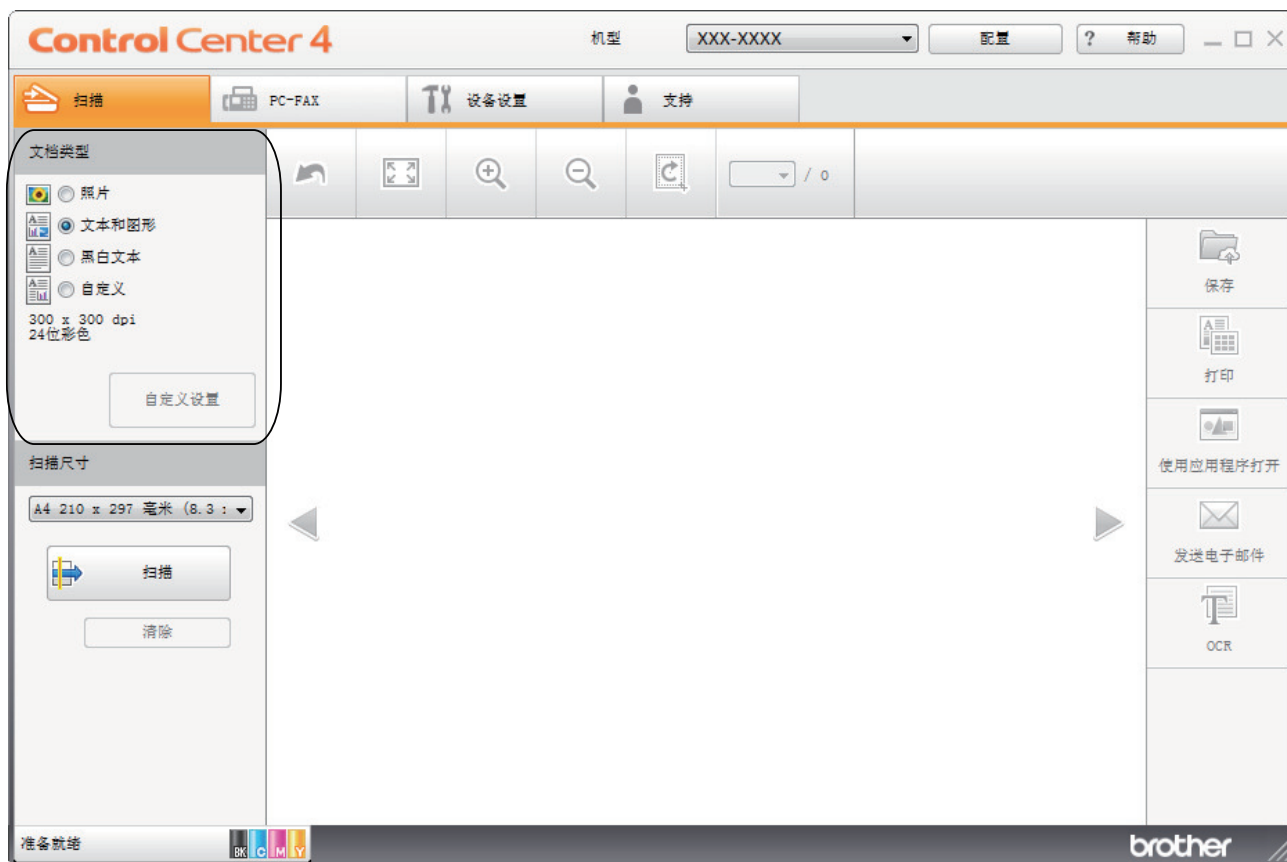 Control Center 4
机型
XXX-XXXX
配置
? 帮助
扫描
PC-FAX
设备设置
支持
文档类型
照片
文本和图形
黑白文本
自定义
300 x 300 dpi
24位彩色
自定义设置
/ 0
扫描尺寸
A4 210 x 297 毫米 (8.3 :
扫描
清除
保存
打印
使用应用程序打开
发送电子邮件
OCR
准备就绪
BK C M Y
brother